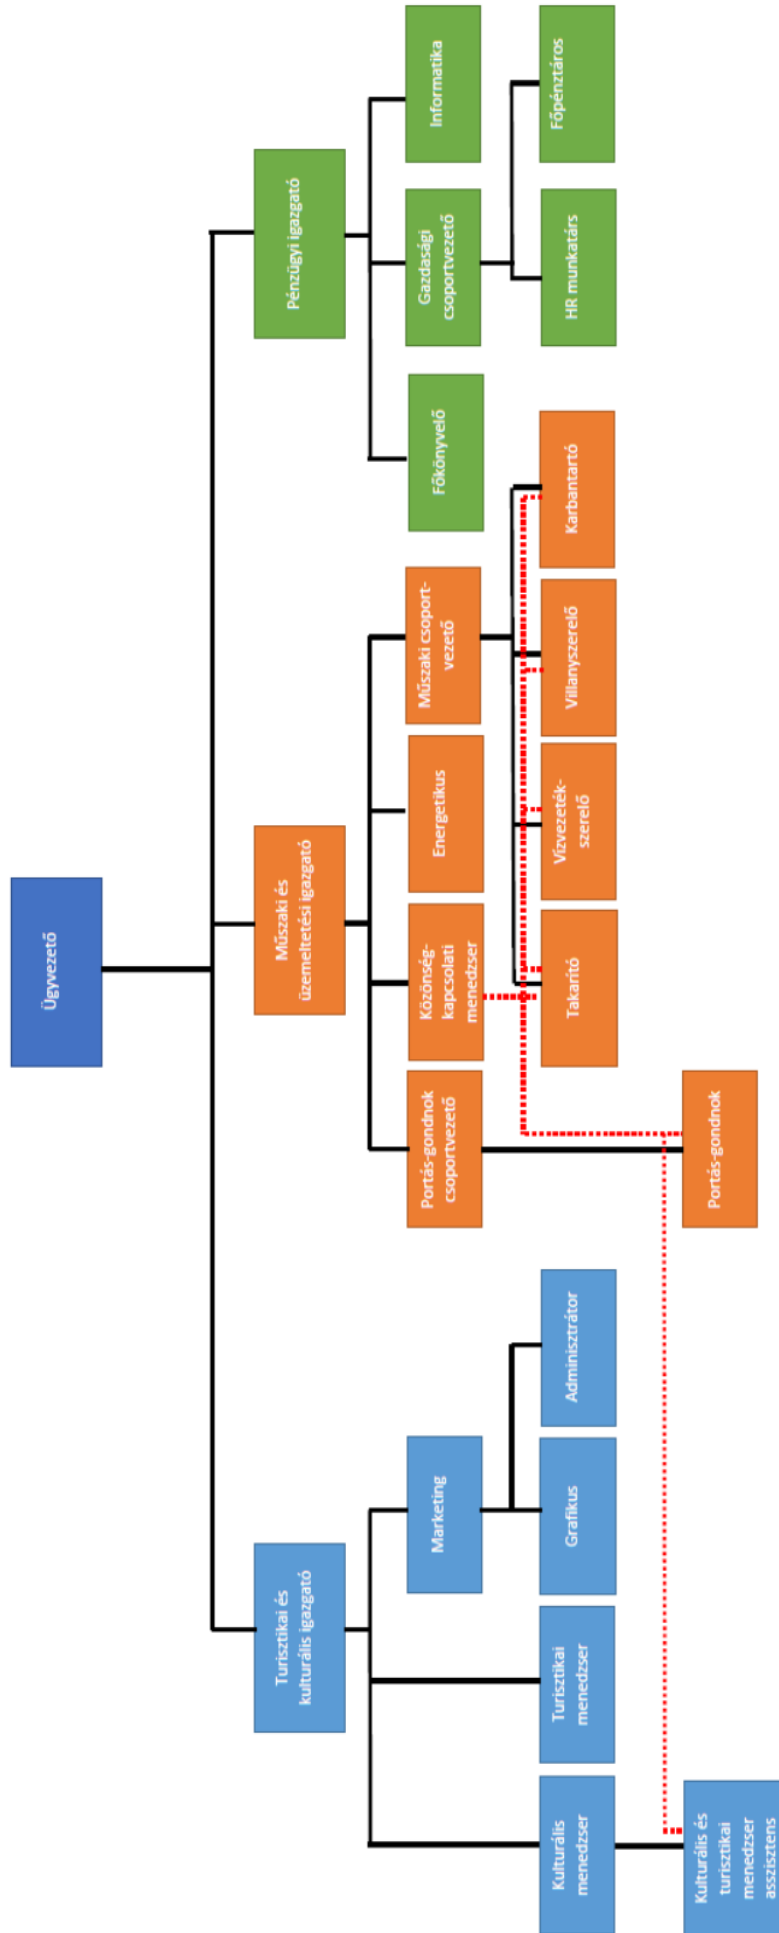 Ügyvezető
Turisztikai és
kulturális igazgató
Műszaki és
üzemeltetési igazgató
Pénzügyi igazgató
Marketing
Portás-gondnok
csoportvezető
Közönség-
kapcsolati
menedzser
Energetikus
Műszaki csoport-
vezető
Főkönyvelő
Gazdasági
csoportvezető
Informatika
Kulturális
menedzser
Turisztikai
menedzser
Grafikus
Adminisztrátor
Takarító
Vízvezeték-
szerelő
Villanyszerelő
Karbantartó
HR munkatárs
Főpénztáros
Kulturális és
turisztikai
menedzser
asszisztens
Portás-gondnok